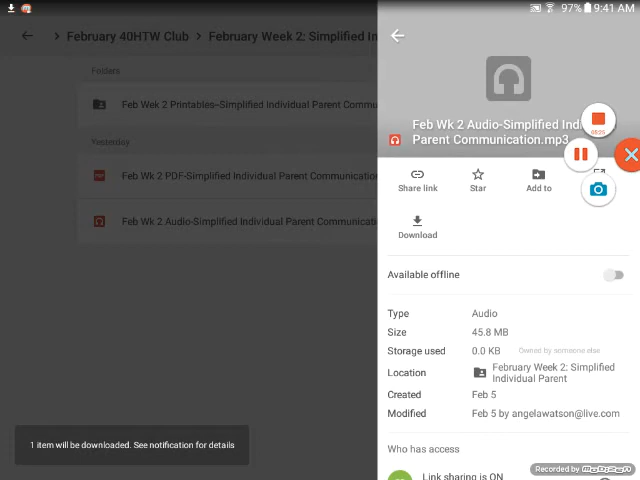 97% 9:41 AM
February 40HTW Club > February Week 2: Simplified In
Folders
Feb Wek 2 Printables--Simplified Individual Parent Commu
Yesterday
Feb Wk 2 PDF-Simplified Individual Parent Communication
Feb Wk 2 Audio-Simplified Individual Parent Communicatio
1 item will be downloaded. See notification for details
Feb Wk 2 Audio-Simplified Indi
Parent Communication.mp3
Share link
Star
Add to
Download
Available offline
Type Audio
Size 45.8 MB
Storage used 0.0 KB Owned by someone else
Location February Week 2: Simplified
Individual Parent
Created Feb 5
Modified Feb 5 by angelawatson@live.com
Who has access
Link sharing is ON
Recorded by